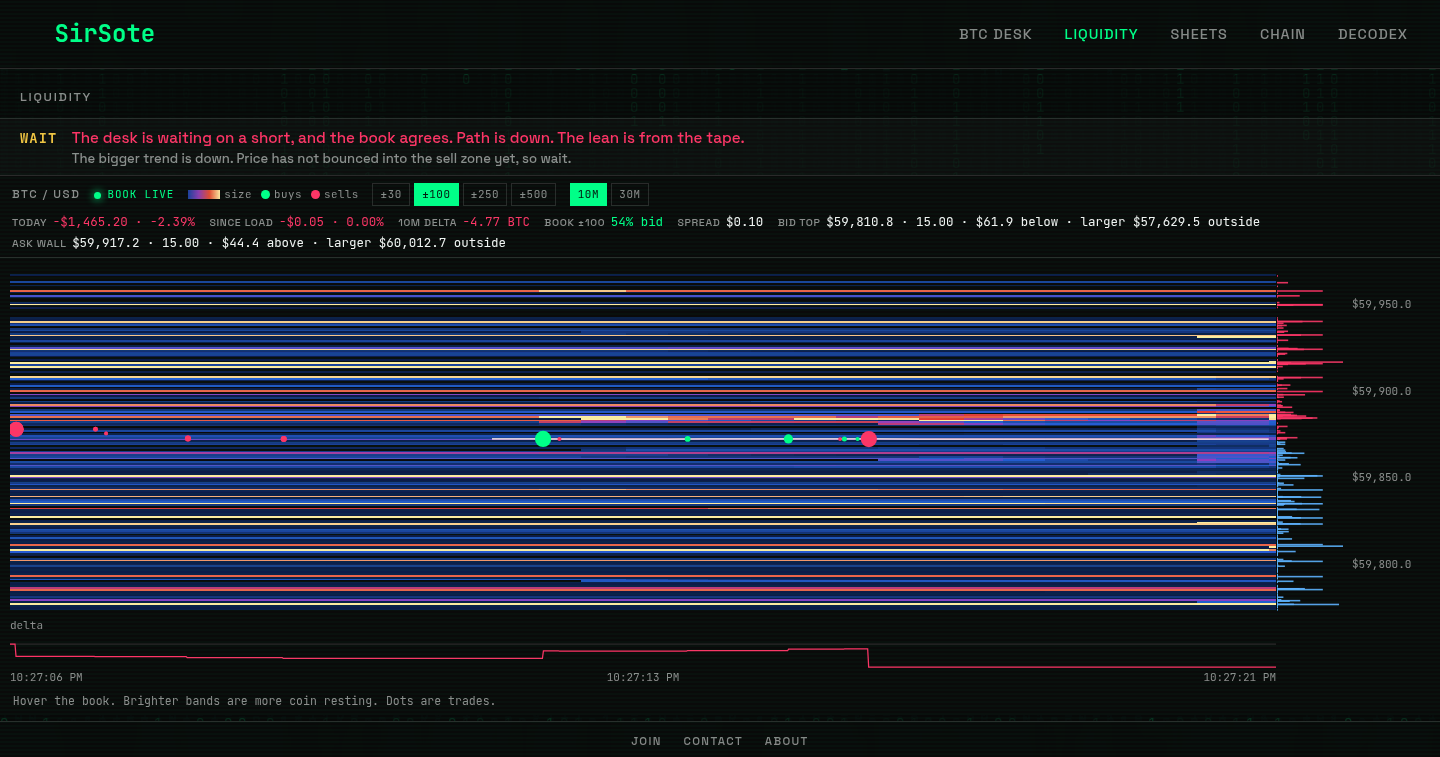 SirSote
BTC DESK LIQUIDITY SHEETS CHAIN DECODEX
LIQUIDITY
WAIT The desk is waiting on a short, and the book agrees. Path is down. The lean is from the tape.
The bigger trend is down. Price has not bounced into the sell zone yet, so wait.
BTC / USD BOOK LIVE size buys sells ±30 ±100 ±250 ±500 10M 30M
TODAY -$1,465.20 · -2.39% SINCE LOAD -$0.05 · 0.00% 10M DELTA -4.77 BTC BOOK ±100 54% bid SPREAD $0.10 BID TOP $59,810.8 · 15.00 · $61.9 below · larger $57,629.5 outside
ASK WALL $59,917.2 · 15.00 · $44.4 above · larger $60,012.7 outside
$59,950.0
$59,900.0
$59,850.0
$59,800.0
delta
10:27:06 PM 10:27:13 PM 10:27:21 PM
Hover the book. Brighter bands are more coin resting. Dots are trades.
JOIN CONTACT ABOUT